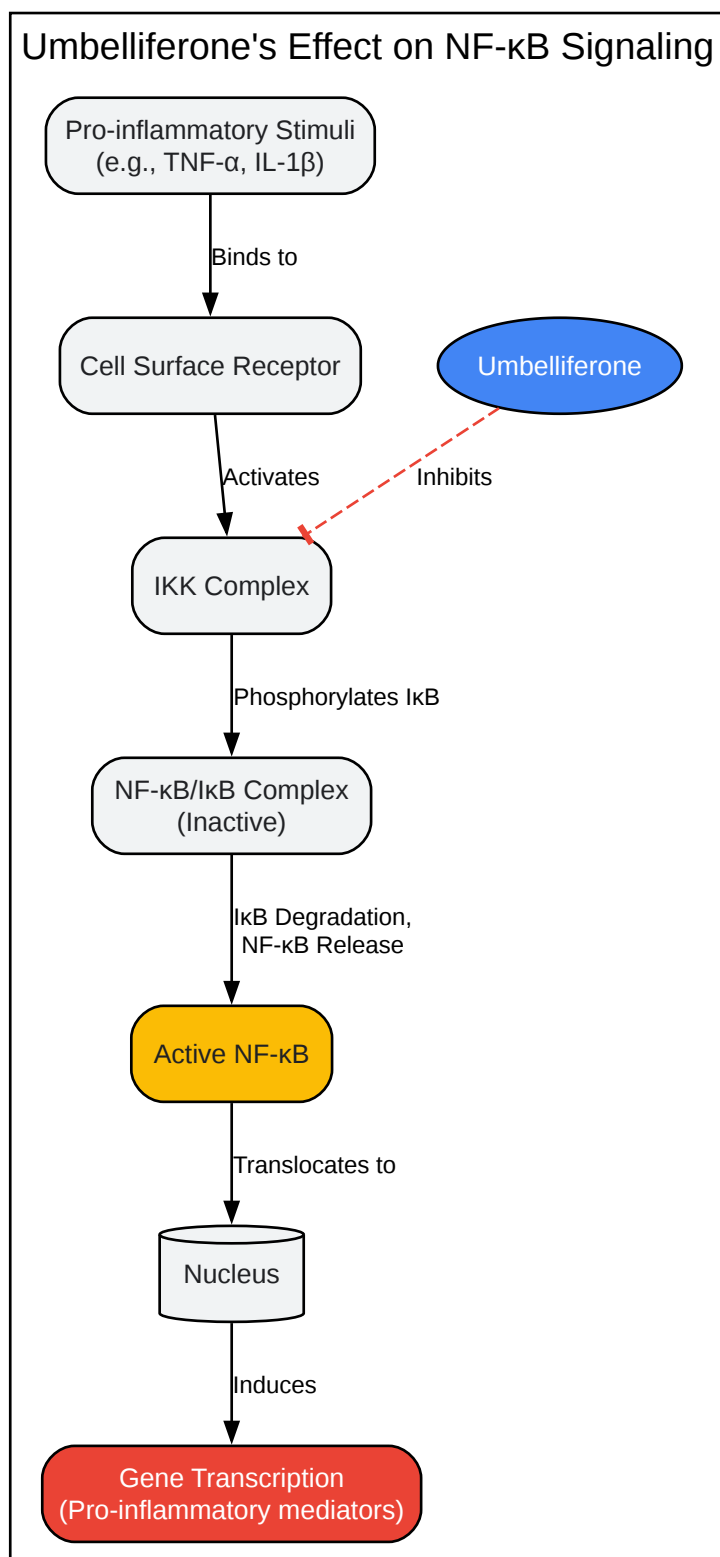 Umbelliferone's Effect on NF-κB Signaling
Pro-inflammatory Stimuli
(e.g., TNF-α, IL-1β)
Binds to
Cell Surface Receptor
Umbelliferone
Activates
Inhibits
IKK Complex
Phosphorylates IκB
NF-κB/IκB Complex
(Inactive)
IκB Degradation,
NF-κB Release
Active NF-κB
Translocates to
Nucleus
Induces
Gene Transcription
(Pro-inflammatory mediators)